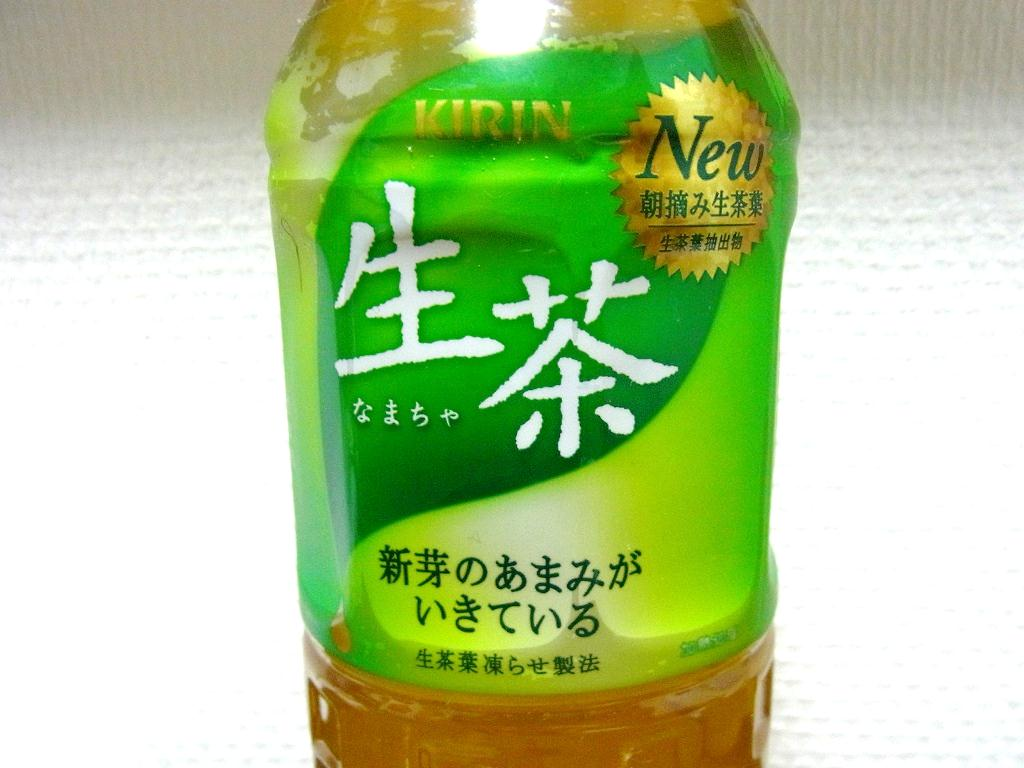 KIRIN
New
朝摘み生茶葉
生茶葉抽出物
生茶
なまちゃ
新芽のあまみが
いきている
生茶葉凍らせ製法